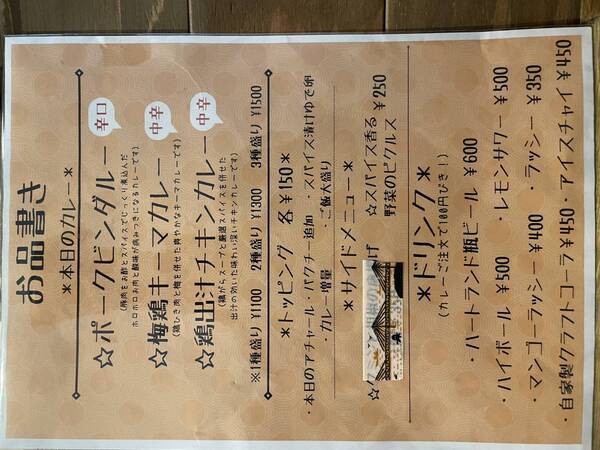 お品書き
＊本日のカレー＊
☆ポークビンダルー 辛口
(豚肉をお酢とスパイスでじっくり煮込んだ
ホロホロお肉と酸味が病みつきになるカレーです)
☆梅鶏キーマカレー 中辛
(鶏ひき肉と梅を併せた爽やかなキーマカレーです)
☆鶏出汁チキンカレー 中辛
(鶏がらスープと厳選スパイスを併せた
出汁の効いた味わい深いチキンカレーです)
※1種盛り ¥1100 2種盛り ¥1300 3種盛り ¥1500
＊トッピング 各¥150＊
・本日のアチャール・パクチー追加 ・スパイス漬けゆで卵
・カレー増量 ・ご飯大盛り
＊サイドメニュー＊
☆ げ ☆スパイス香る
野菜のピクルス ¥250
＊ドリンク＊
(カレーご注文で100円びき!)
・ハートランド瓶ビール ¥600
・ハイボール ¥500 ・レモンサワー ¥500
・マンゴーラッシー ¥400 ・ラッシー ¥350
・自家製クラフトコーラ ¥450・アイスチャイ ¥450